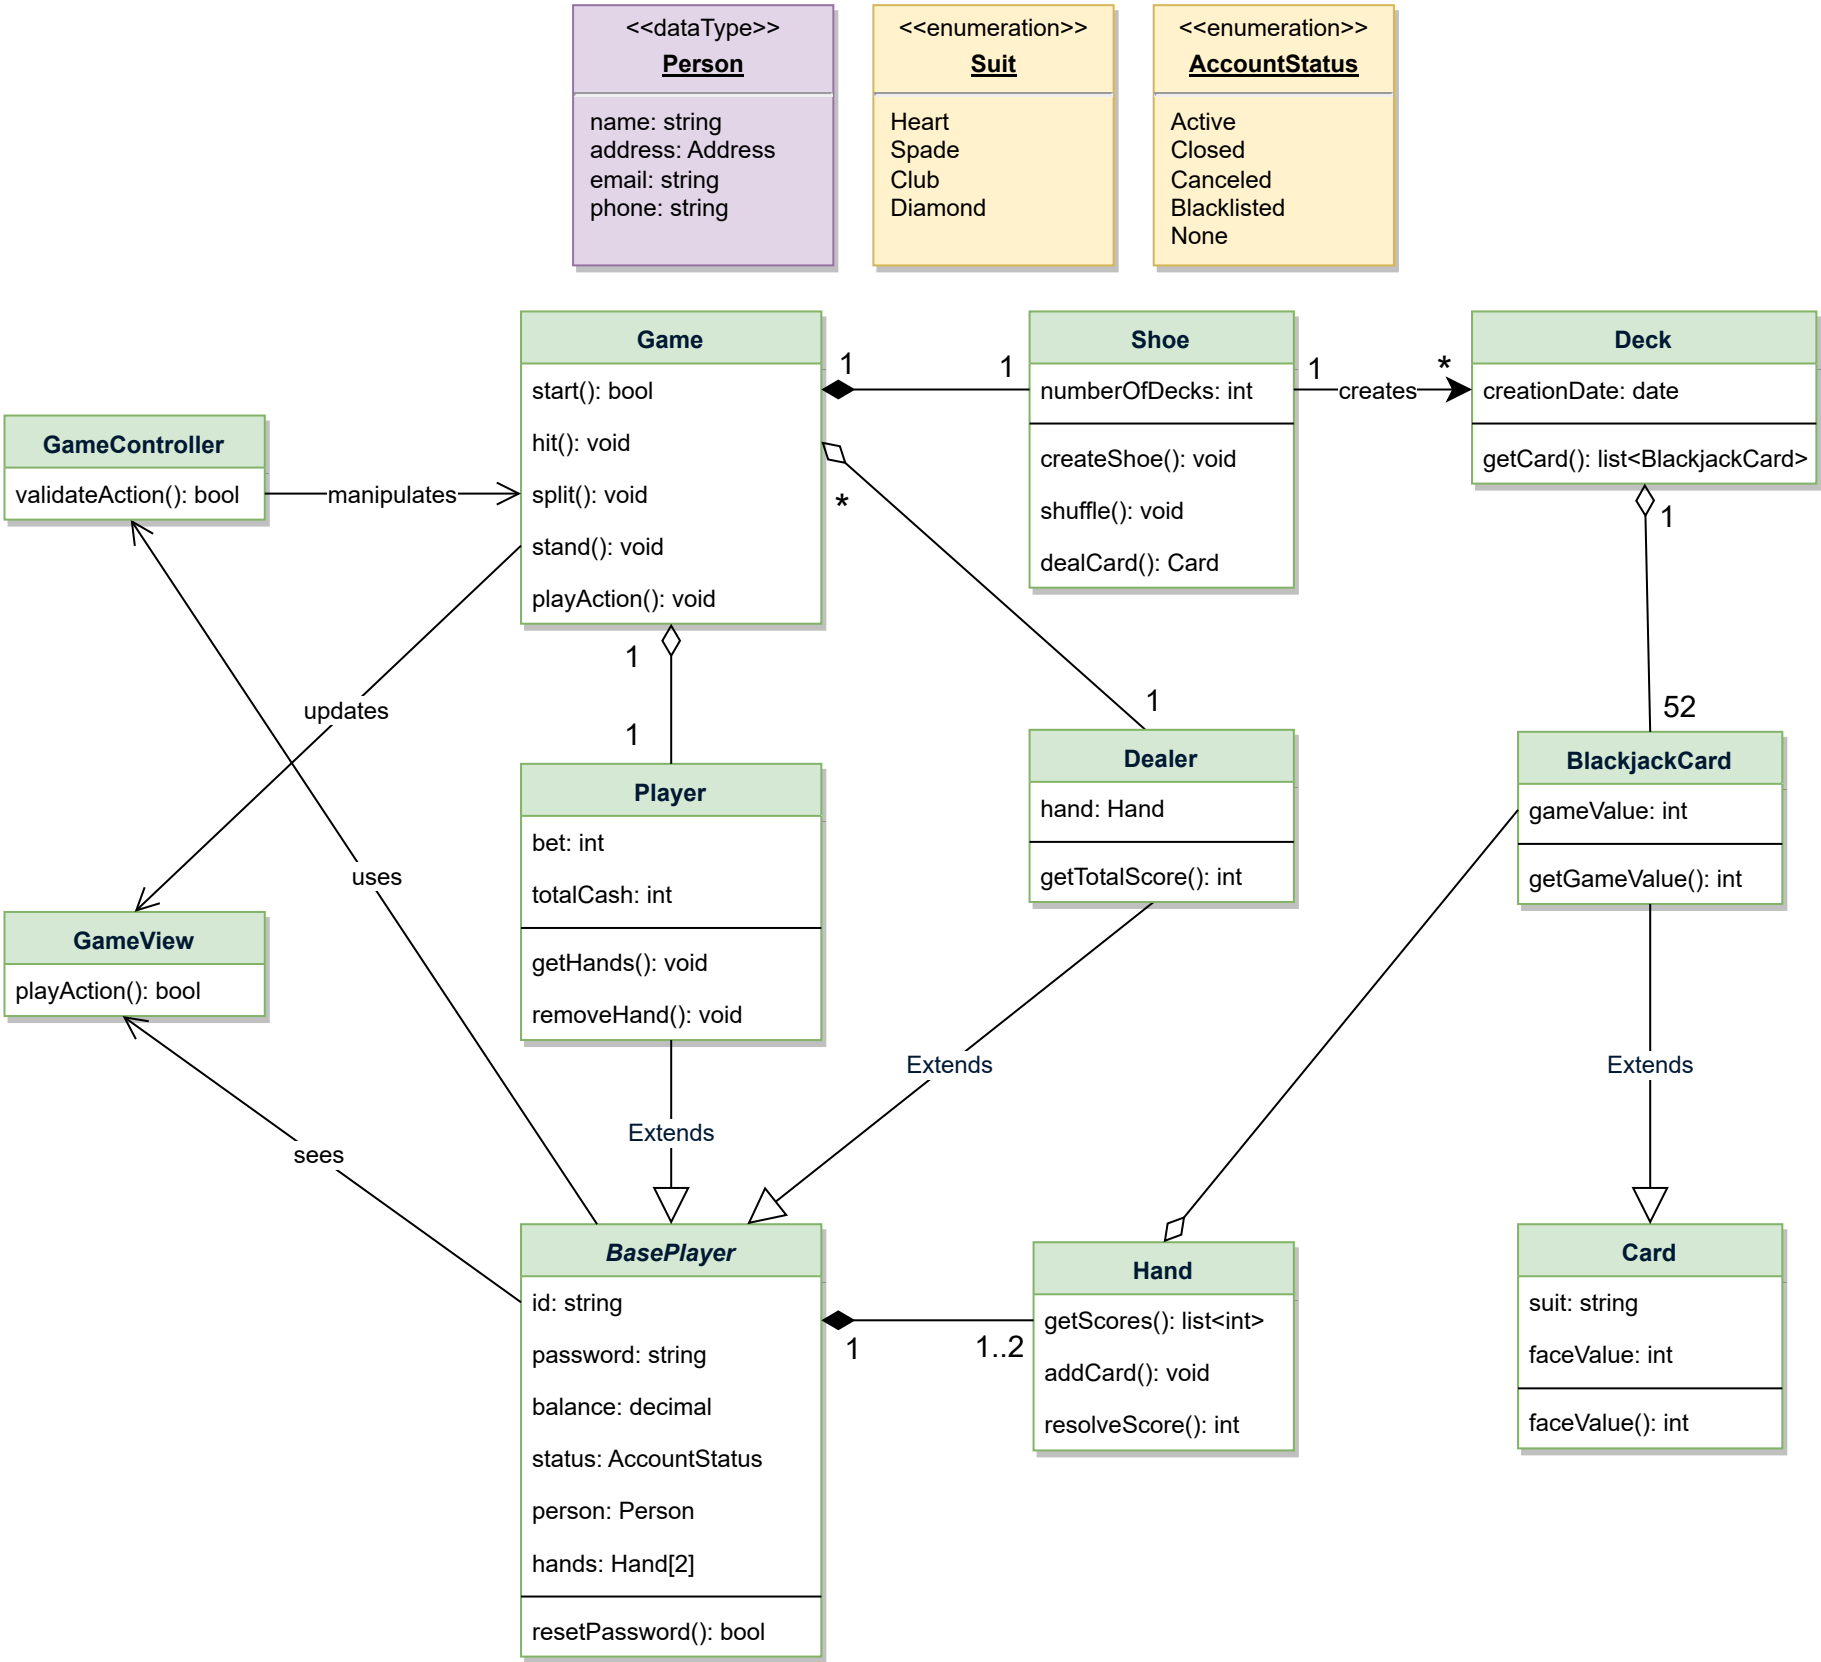 <<dataType>>
Person
name: string
address: Address
email: string
phone: string
<<enumeration>>
Suit
Heart
Spade
Club
Diamond
<<enumeration>>
AccountStatus
Active
Closed
Canceled
Blacklisted
None
Game
start(): bool
hit(): void
split(): void
stand(): void
playAction(): void
1
1
Shoe
numberOfDecks: int
createShoe(): void
shuffle(): void
dealCard(): Card
1
creates
*
Deck
creationDate: date
getCard(): list<BlackjackCard>
GameController
validateAction(): bool
manipulates
*
1
1
52
updates
1
1
uses
Player
bet: int
totalCash: int
getHands(): void
removeHand(): void
Dealer
hand: Hand
getTotalScore(): int
BlackjackCard
gameValue: int
getGameValue(): int
GameView
playAction(): bool
sees
Extends
Extends
Extends
BasePlayer
id: string
password: string
balance: decimal
status: AccountStatus
person: Person
hands: Hand[2]
resetPassword(): bool
1
1..2
Hand
getScores(): list<int>
addCard(): void
resolveScore(): int
Card
suit: string
faceValue: int
faceValue(): int